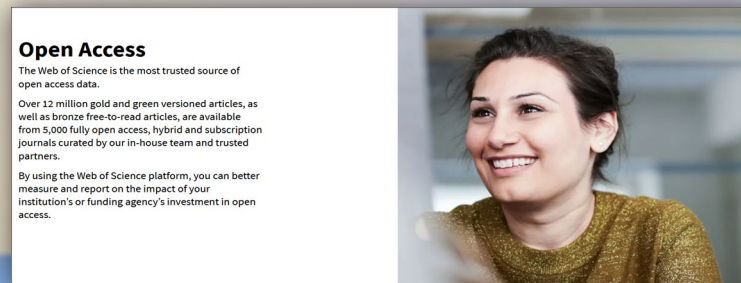 Open Access
The Web of Science is the most trusted source of
open access data.
Over 12 million gold and green versioned articles, as
well as bronze free-to-read articles, are available
from 5,000 fully open access, hybrid and subscription
journals curated by our in-house team and trusted
partners.
By using the Web of Science platform, you can better
measure and report on the impact of your
institution’s or funding agency’s investment in open
access.